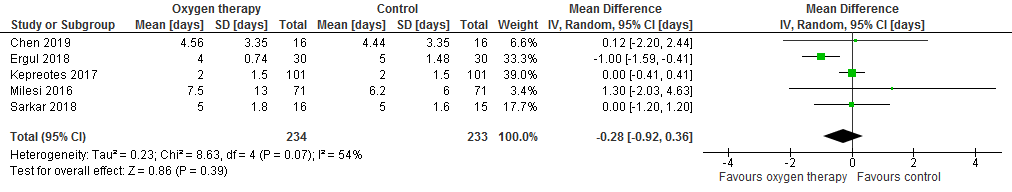 Oxygen therapy Control Mean Difference Mean Difference
Study or Subgroup Mean [days] SD [days] Total Mean [days] SD [days] Total Weight IV, Random, 95% CI [days] IV, Random, 95% CI [days]
Chen 2019 4.56 3.35 16 4.44 3.35 16 6.6% 0.12 [-2.20, 2.44]
Ergul 2018 4 0.74 30 5 1.48 30 33.3% -1.00 [-1.59, -0.41]
Kepreotes 2017 2 1.5 101 2 1.5 101 39.0% 0.00 [-0.41, 0.41]
Milesi 2016 7.5 13 71 6.2 6 71 3.4% 1.30 [-2.03, 4.63]
Sarkar 2018 5 1.8 16 5 1.6 15 17.7% 0.00 [-1.20, 1.20]
Total (95% CI) 234 233 100.0% -0.28 [-0.92, 0.36]
Heterogeneity: Tau² = 0.23; Chi² = 8.63, df = 4 (P = 0.07); I² = 54%
Test for overall effect: Z = 0.86 (P = 0.39)
-4 -2 0 2 4
Favours oxygen therapy Favours control